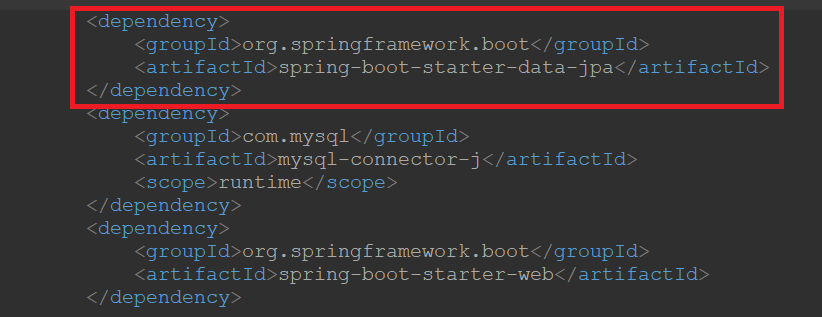 <dependency>
<groupId>org.springframework.boot</groupId>
<artifactId>spring-boot-starter-data-jpa</artifactId>
</dependency>
<dependency>
<groupId>com.mysql</groupId>
<artifactId>mysql-connector-j</artifactId>
<scope>runtime</scope>
</dependency>
<dependency>
<groupId>org.springframework.boot</groupId>
<artifactId>spring-boot-starter-web</artifactId>
</dependency>